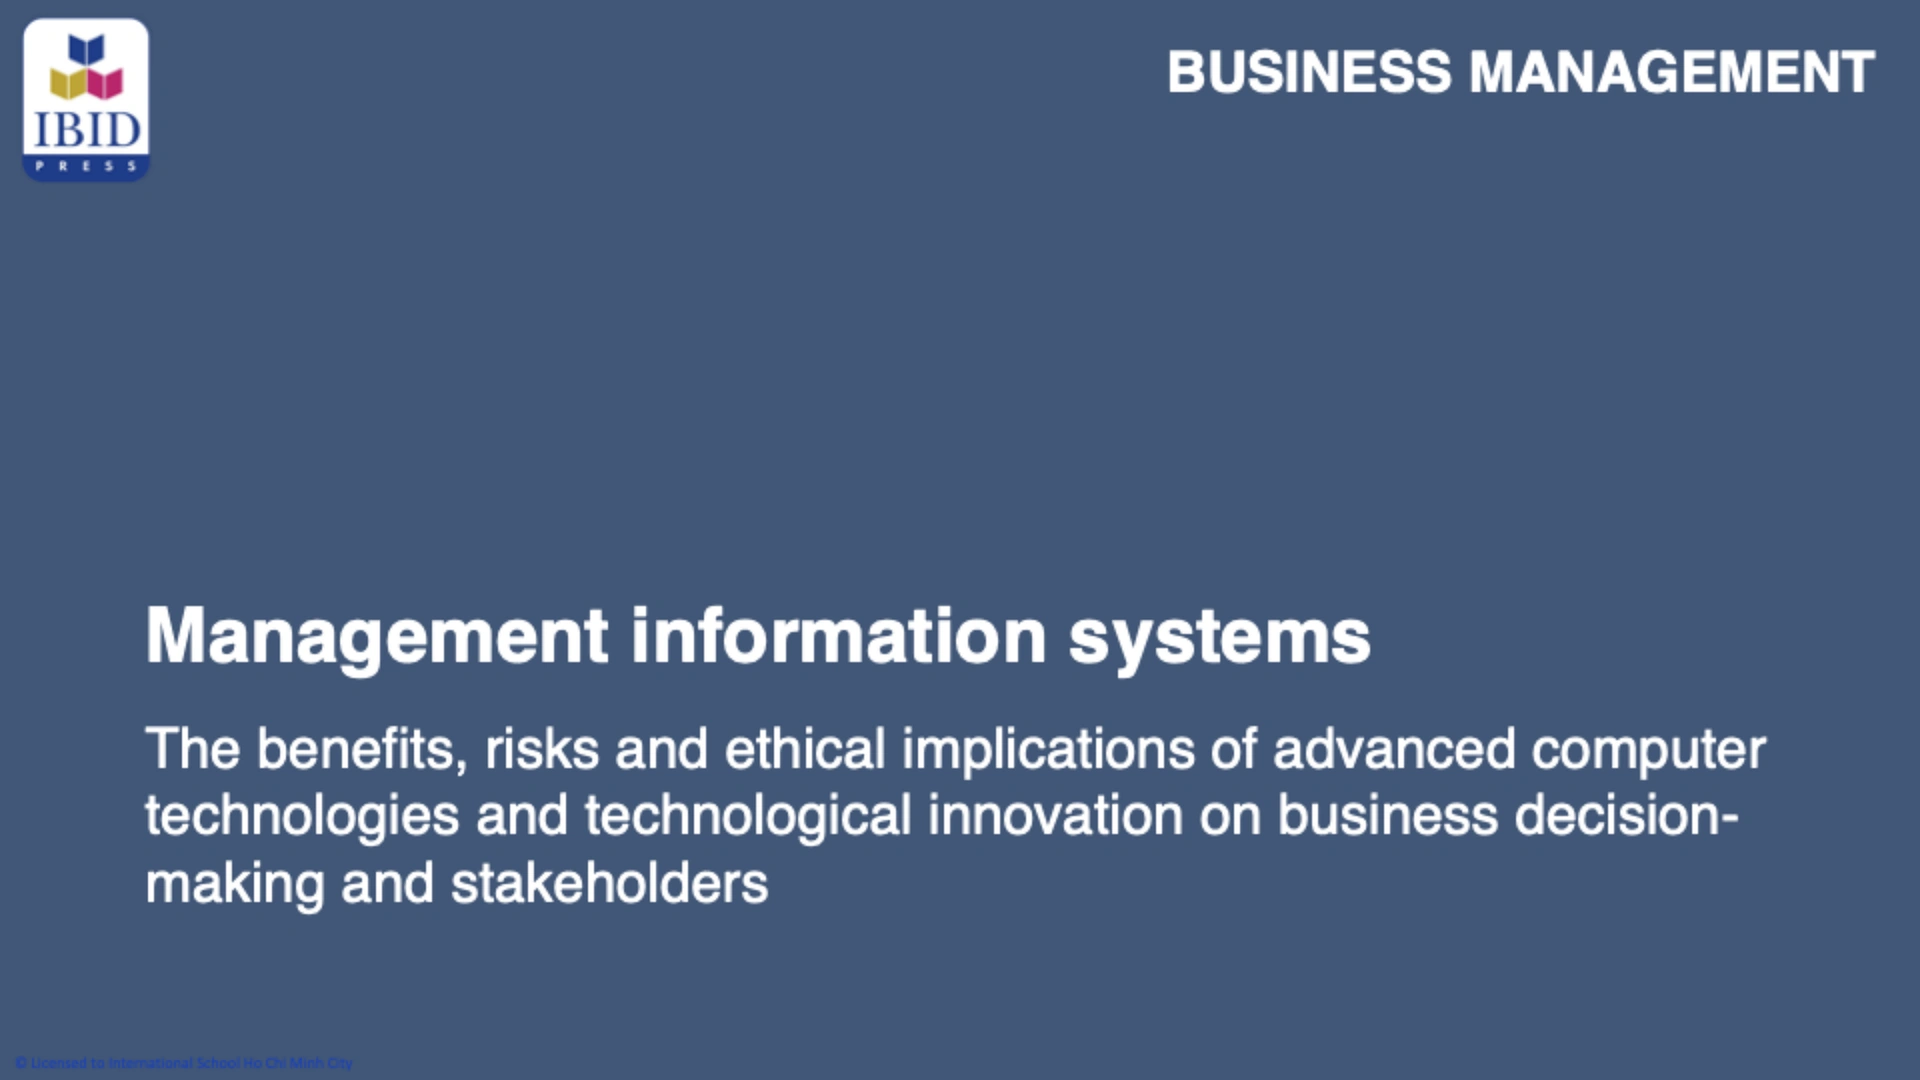 IBID
PRESS
BUSINESS MANAGEMENT
Management information systems
The benefits, risks and ethical implications of advanced computer
technologies and technological innovation on business decision-
making and stakeholders
© Licensed to International School Ho Chi Minh City